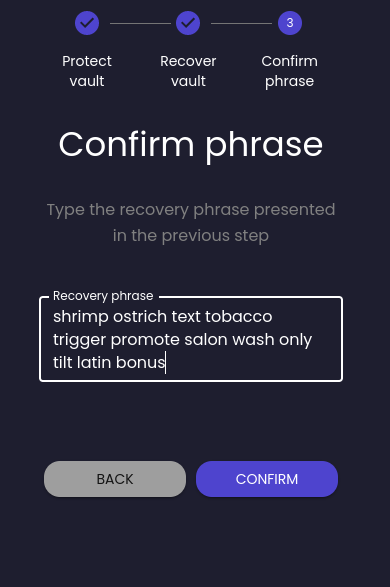 3
Protect
vault
Recover
vault
Confirm
phrase
Confirm phrase
Type the recovery phrase presented
in the previous step
Recovery phrase
shrimp ostrich text tobacco
trigger promote salon wash only
tilt latin bonus
BACK
CONFIRM